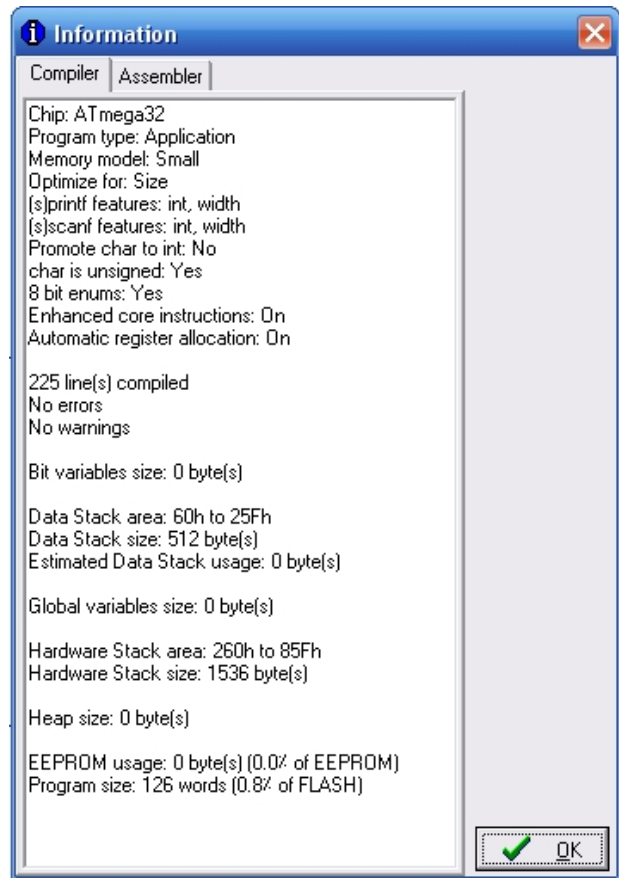 Information
Compiler
Assembler
Chip: ATmega32
Program type: Application
Memory model: Small
Optimize for: Size
(s)printf features: int, width
(s)scanf features: int, width
Promote char to int: No
char is unsigned: Yes
8 bit enums: Yes
Enhanced core instructions: On
Automatic register allocation: On
225 line(s) compiled
No errors
No warnings
Bit variables size: 0 byte(s)
Data Stack area: 60h to 25Fh
Data Stack size: 512 byte(s)
Estimated Data Stack usage: 0 byte(s)
Global variables size: 0 byte(s)
Hardware Stack area: 260h to 85Fh
Hardware Stack size: 1536 byte(s)
Heap size: 0 byte(s)
EEPROM usage: 0 byte(s) (0.0% of EEPROM)
Program size: 126 words (0.8% of FLASH)
OK